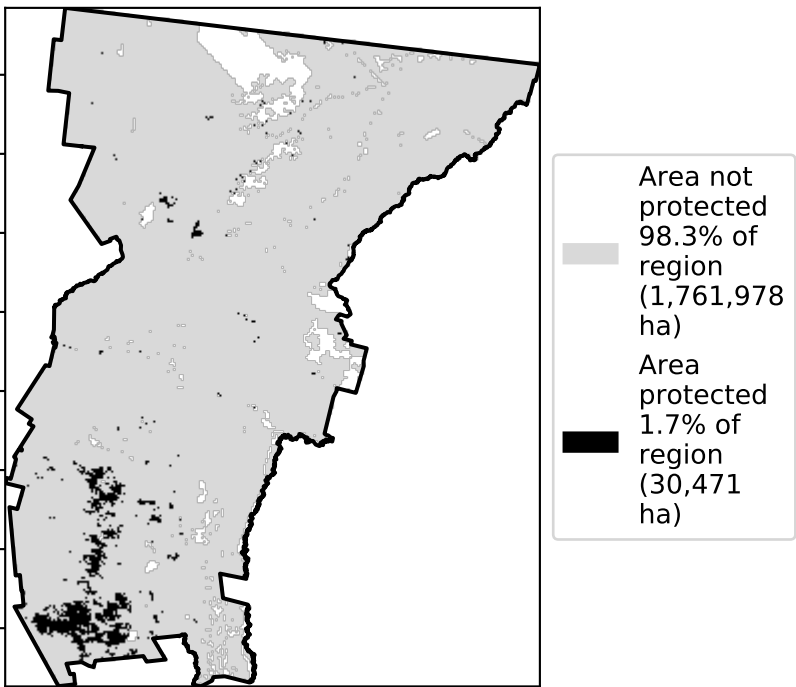 Area not
protected
98.3% of
region
(1,761,978
ha)
Area
protected
1.7% of
region
(30,471
ha)